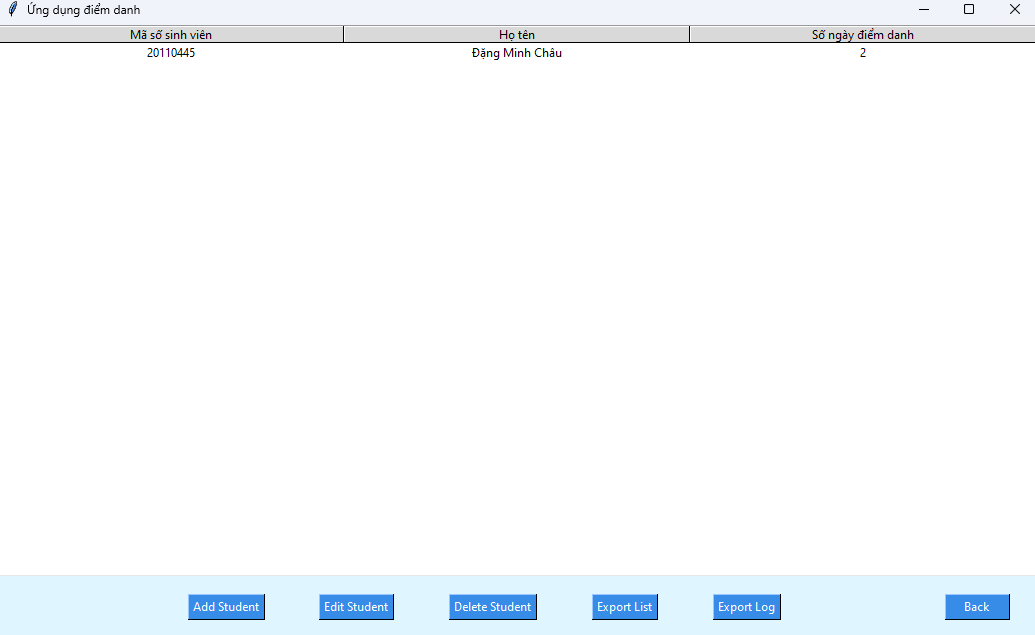 Ứng dụng điểm danh
Mã số sinh viên Họ tên Số ngày điểm danh
20110445 Đặng Minh Châu 2
Add Student Edit Student Delete Student Export List Export Log Back